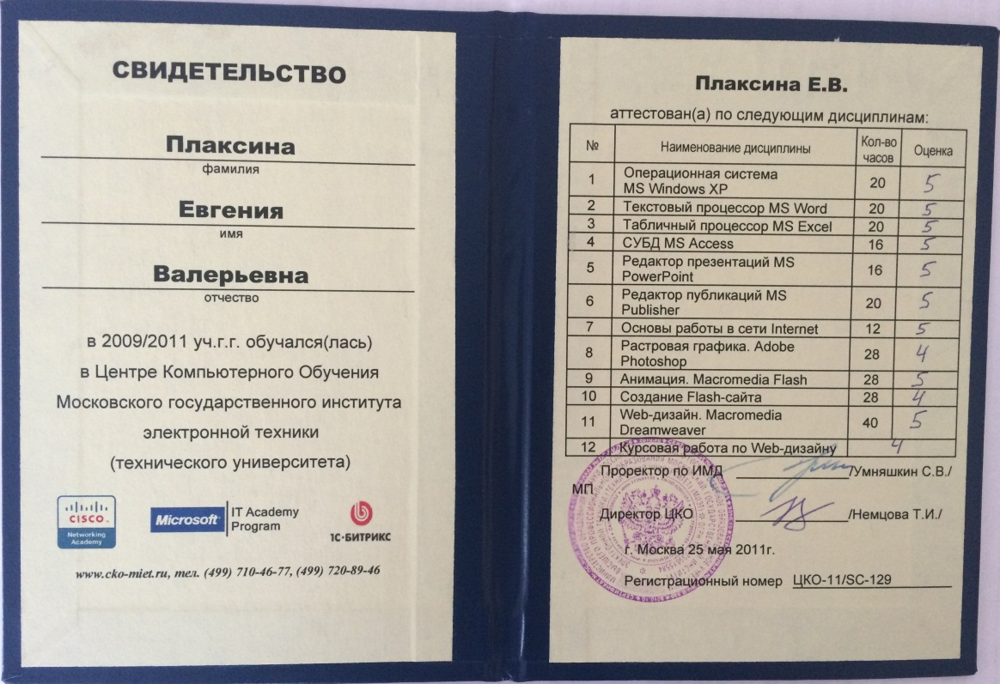 СВИДЕТЕЛЬСТВО
Плаксина
фамилия
Евгения
имя
Валерьевна
отчество
в 2009/2011 уч.г.г. обучался(лась)
в Центре Компьютерного Обучения
Московского государственного института
электронной техники
(технического университета)
CISCO
Networking
Academy
Microsoft
IT Academy
Program
1С·БИТРИКС
www.cko-miet.ru, тел. (499) 710-46-77, (499) 720-89-46
Плаксина Е.В.
аттестован(а) по следующим дисциплинам:
№ Наименование дисциплины Кол-во часов Оценка
1 Операционная система
MS Windows XP 20 5
2 Текстовый процессор MS Word 20 5
3 Табличный процессор MS Excel 20 5
4 СУБД MS Access 16 5
5 Редактор презентаций MS
PowerPoint 16 5
6 Редактор публикаций MS
Publisher 20 5
7 Основы работы в сети Internet 12 5
8 Растровая графика. Adobe
Photoshop 28 4
9 Анимация. Macromedia Flash 28 5
10 Создание Flash-сайта 28 4
11 Web-дизайн. Macromedia
Dreamweaver 40 5
12 Курсовая работа по Web-дизайну 4
Проректор по ИМД /Умняшкин С.В./
МП
Директор ЦКО /Немцова Т.И./
г. Москва 25 мая 2011г.
Регистрационный номер ЦКО-11/SC-129